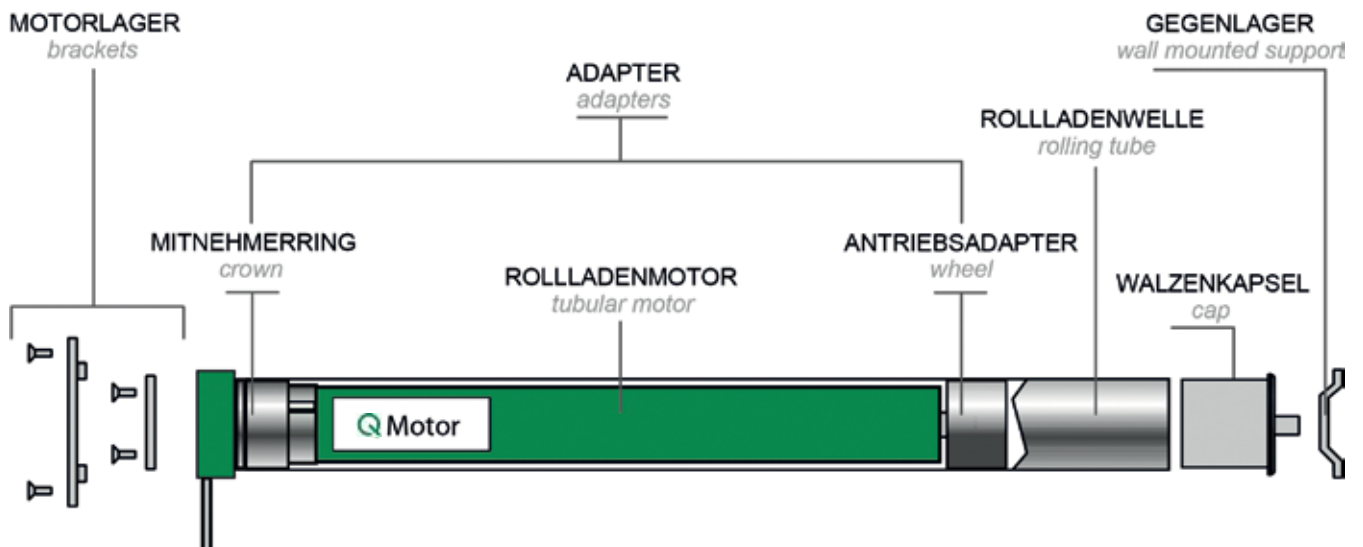 MOTORLAGER
brackets
GEGENLAGER
wall mounted support
ADAPTER
adapters
ROLLLADENWELLE
rolling tube
MITNEHMERRING
crown
ANTRIEBSADAPTER
wheel
ROLLLADENMOTOR
tubular motor
WALZENKAPSEL
cap
Q Motor